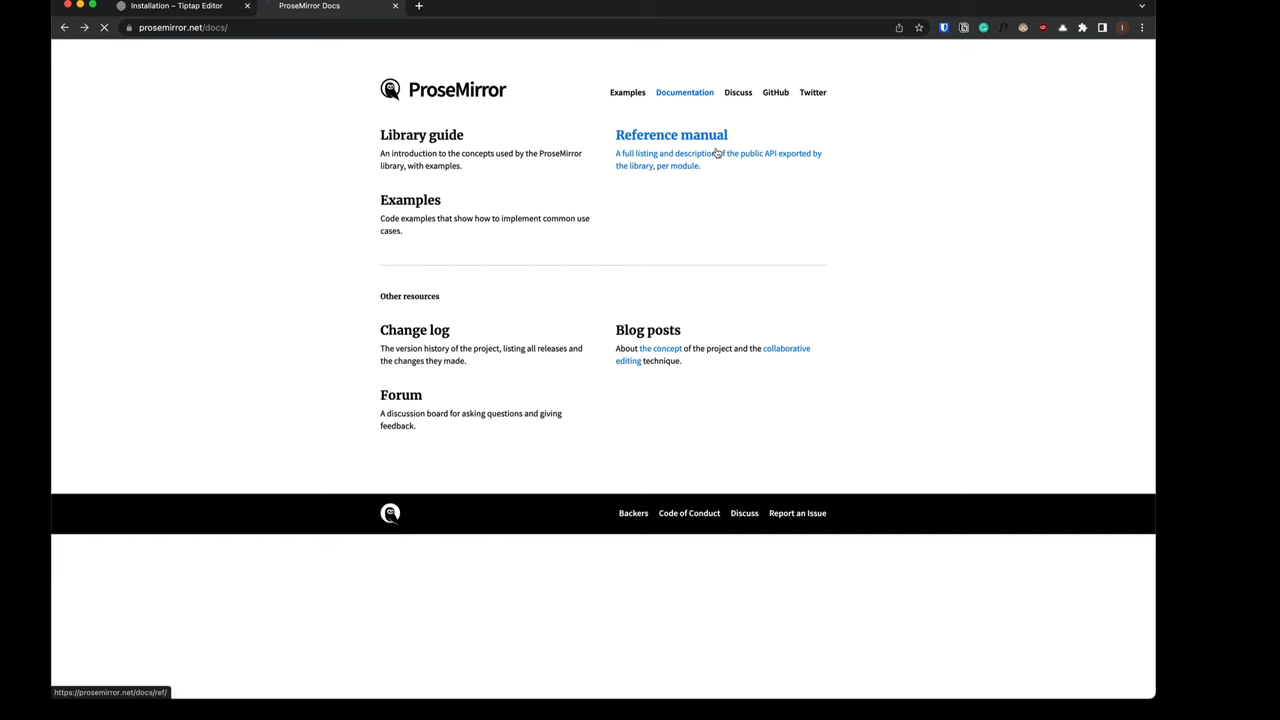 Installation – Tiptap Editor
ProseMirror Docs
prosemirror.net/docs/
ProseMirror
Examples Documentation Discuss GitHub Twitter
Library guide
An introduction to the concepts used by the ProseMirror
library, with examples.
Reference manual
A full listing and description of the public API exported by
the library, per module.
Examples
Code examples that show how to implement common use
cases.
Other resources
Change log
The version history of the project, listing all releases and
the changes they made.
Blog posts
About the concept of the project and the collaborative
editing technique.
Forum
A discussion board for asking questions and giving
feedback.
Backers Code of Conduct Discuss Report an Issue
https://prosemirror.net/docs/ref/